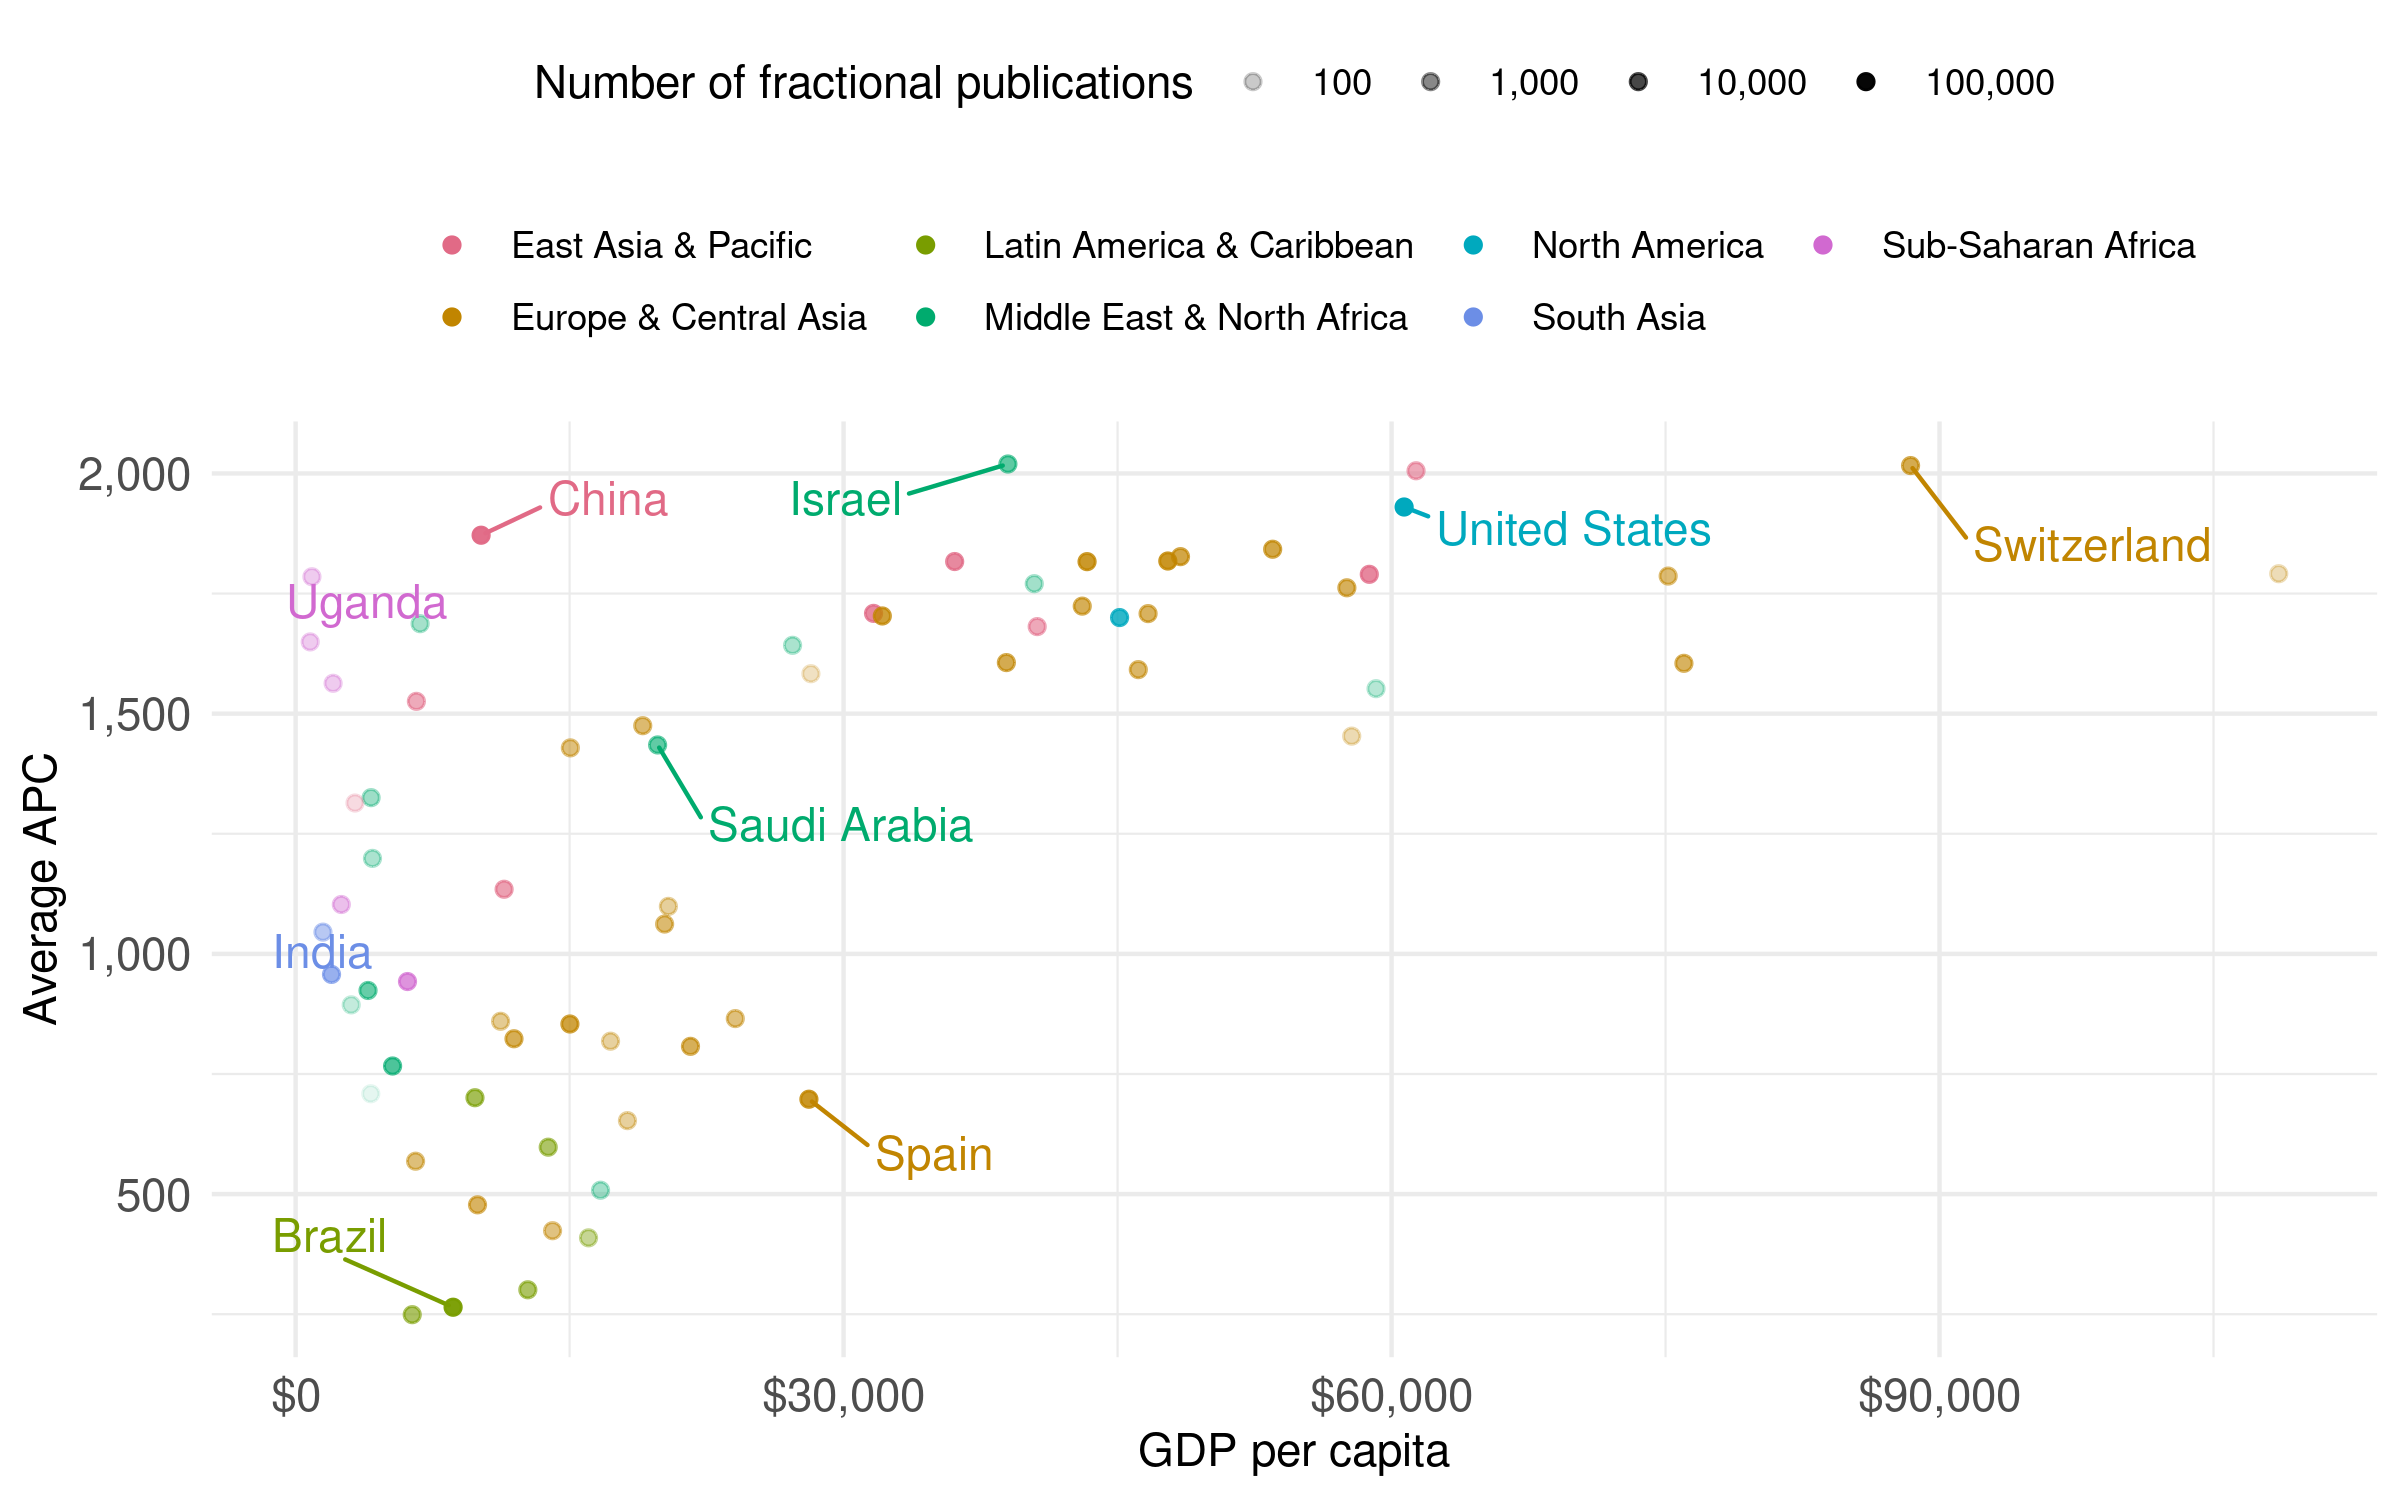 Number of fractional publications 100 1,000 10,000 100,000
East Asia & Pacific Latin America & Caribbean North America Sub-Saharan Africa
Europe & Central Asia Middle East & North Africa South Asia
2,000
China
Israel
United States
Switzerland
Uganda
1,500
Saudi Arabia
Average APC
India
1,000
Spain
500
Brazil
$0 $30,000 $60,000 $90,000
GDP per capita